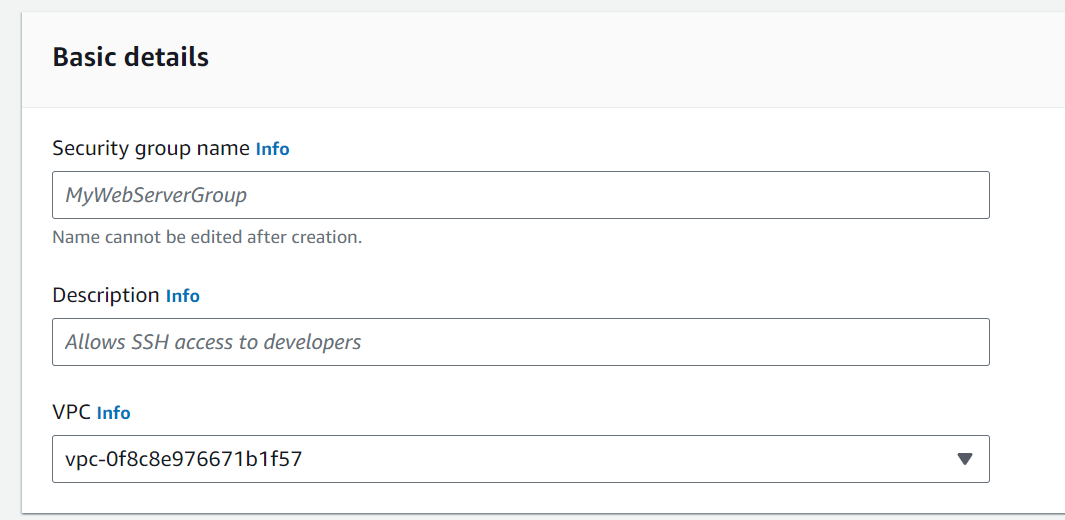 Basic details
Security group name Info
MyWebServerGroup
Name cannot be edited after creation.
Description Info
Allows SSH access to developers
VPC Info
vpc-0f8c8e976671b1f57